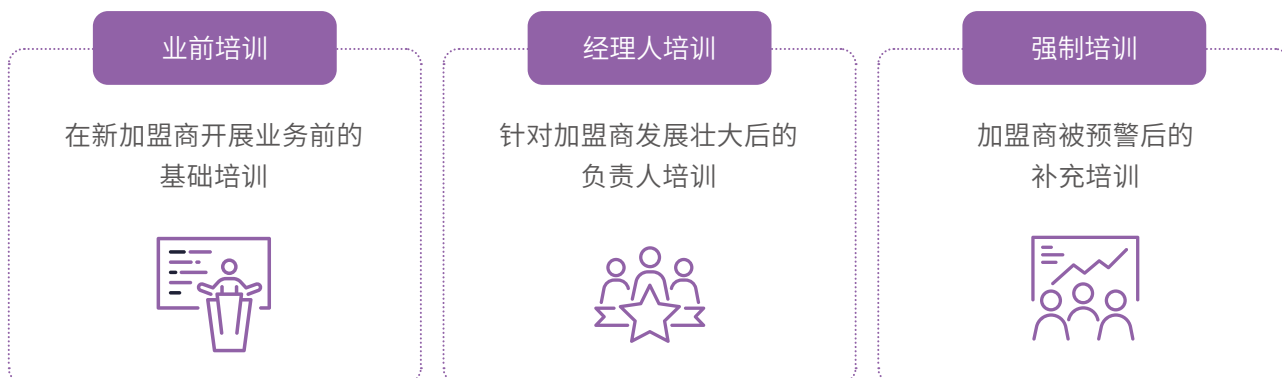 业前培训
在新加盟商开展业务前的
基础培训
经理人培训
针对加盟商发展壮大后的
负责人培训
强制培训
加盟商被预警后的
补充培训